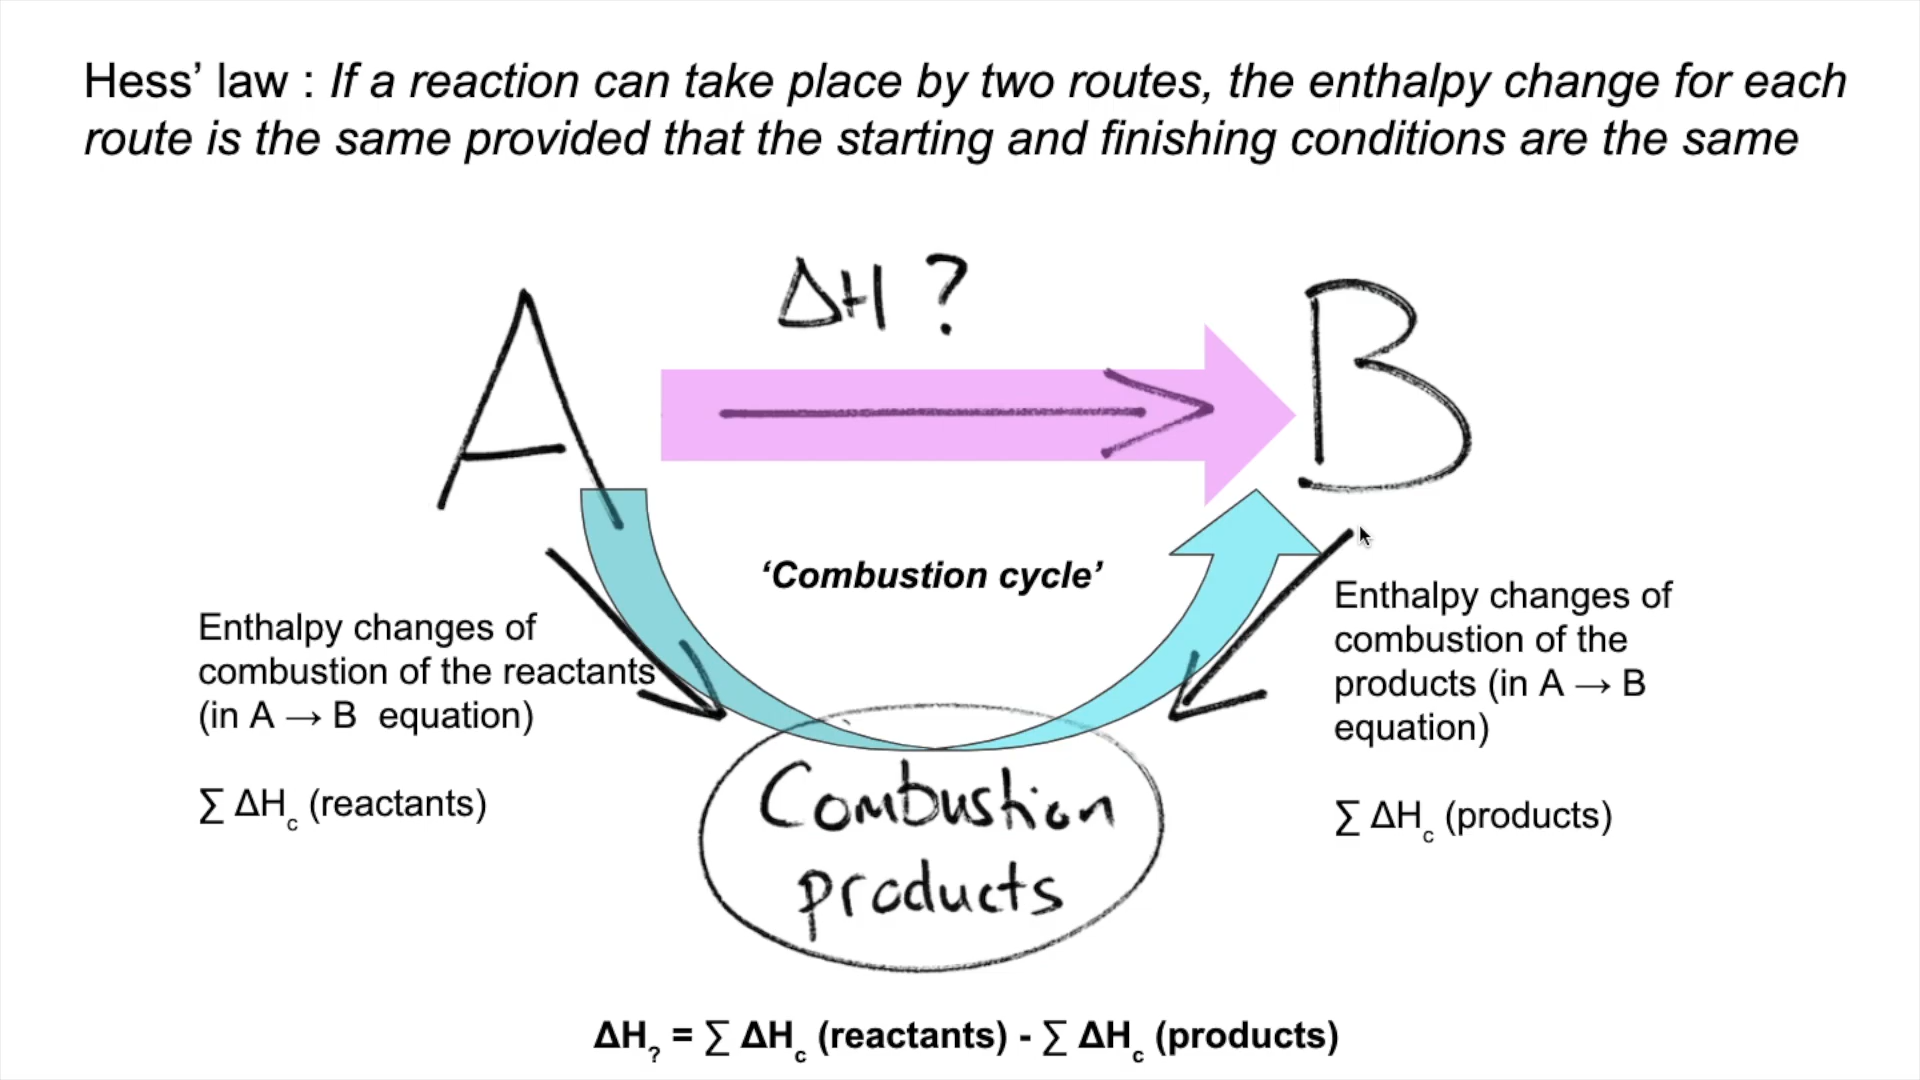 Hess’ law : If a reaction can take place by two routes, the enthalpy change for each
route is the same provided that the starting and finishing conditions are the same
ΔH ?
A
B
‘Combustion cycle’
Enthalpy changes of
combustion of the reactants
(in A → B equation)
∑ ΔHc (reactants)
Enthalpy changes of
combustion of the
products (in A → B
equation)
∑ ΔHc (products)
Combustion
products
ΔH? = ∑ ΔHc (reactants) - ∑ ΔHc (products)